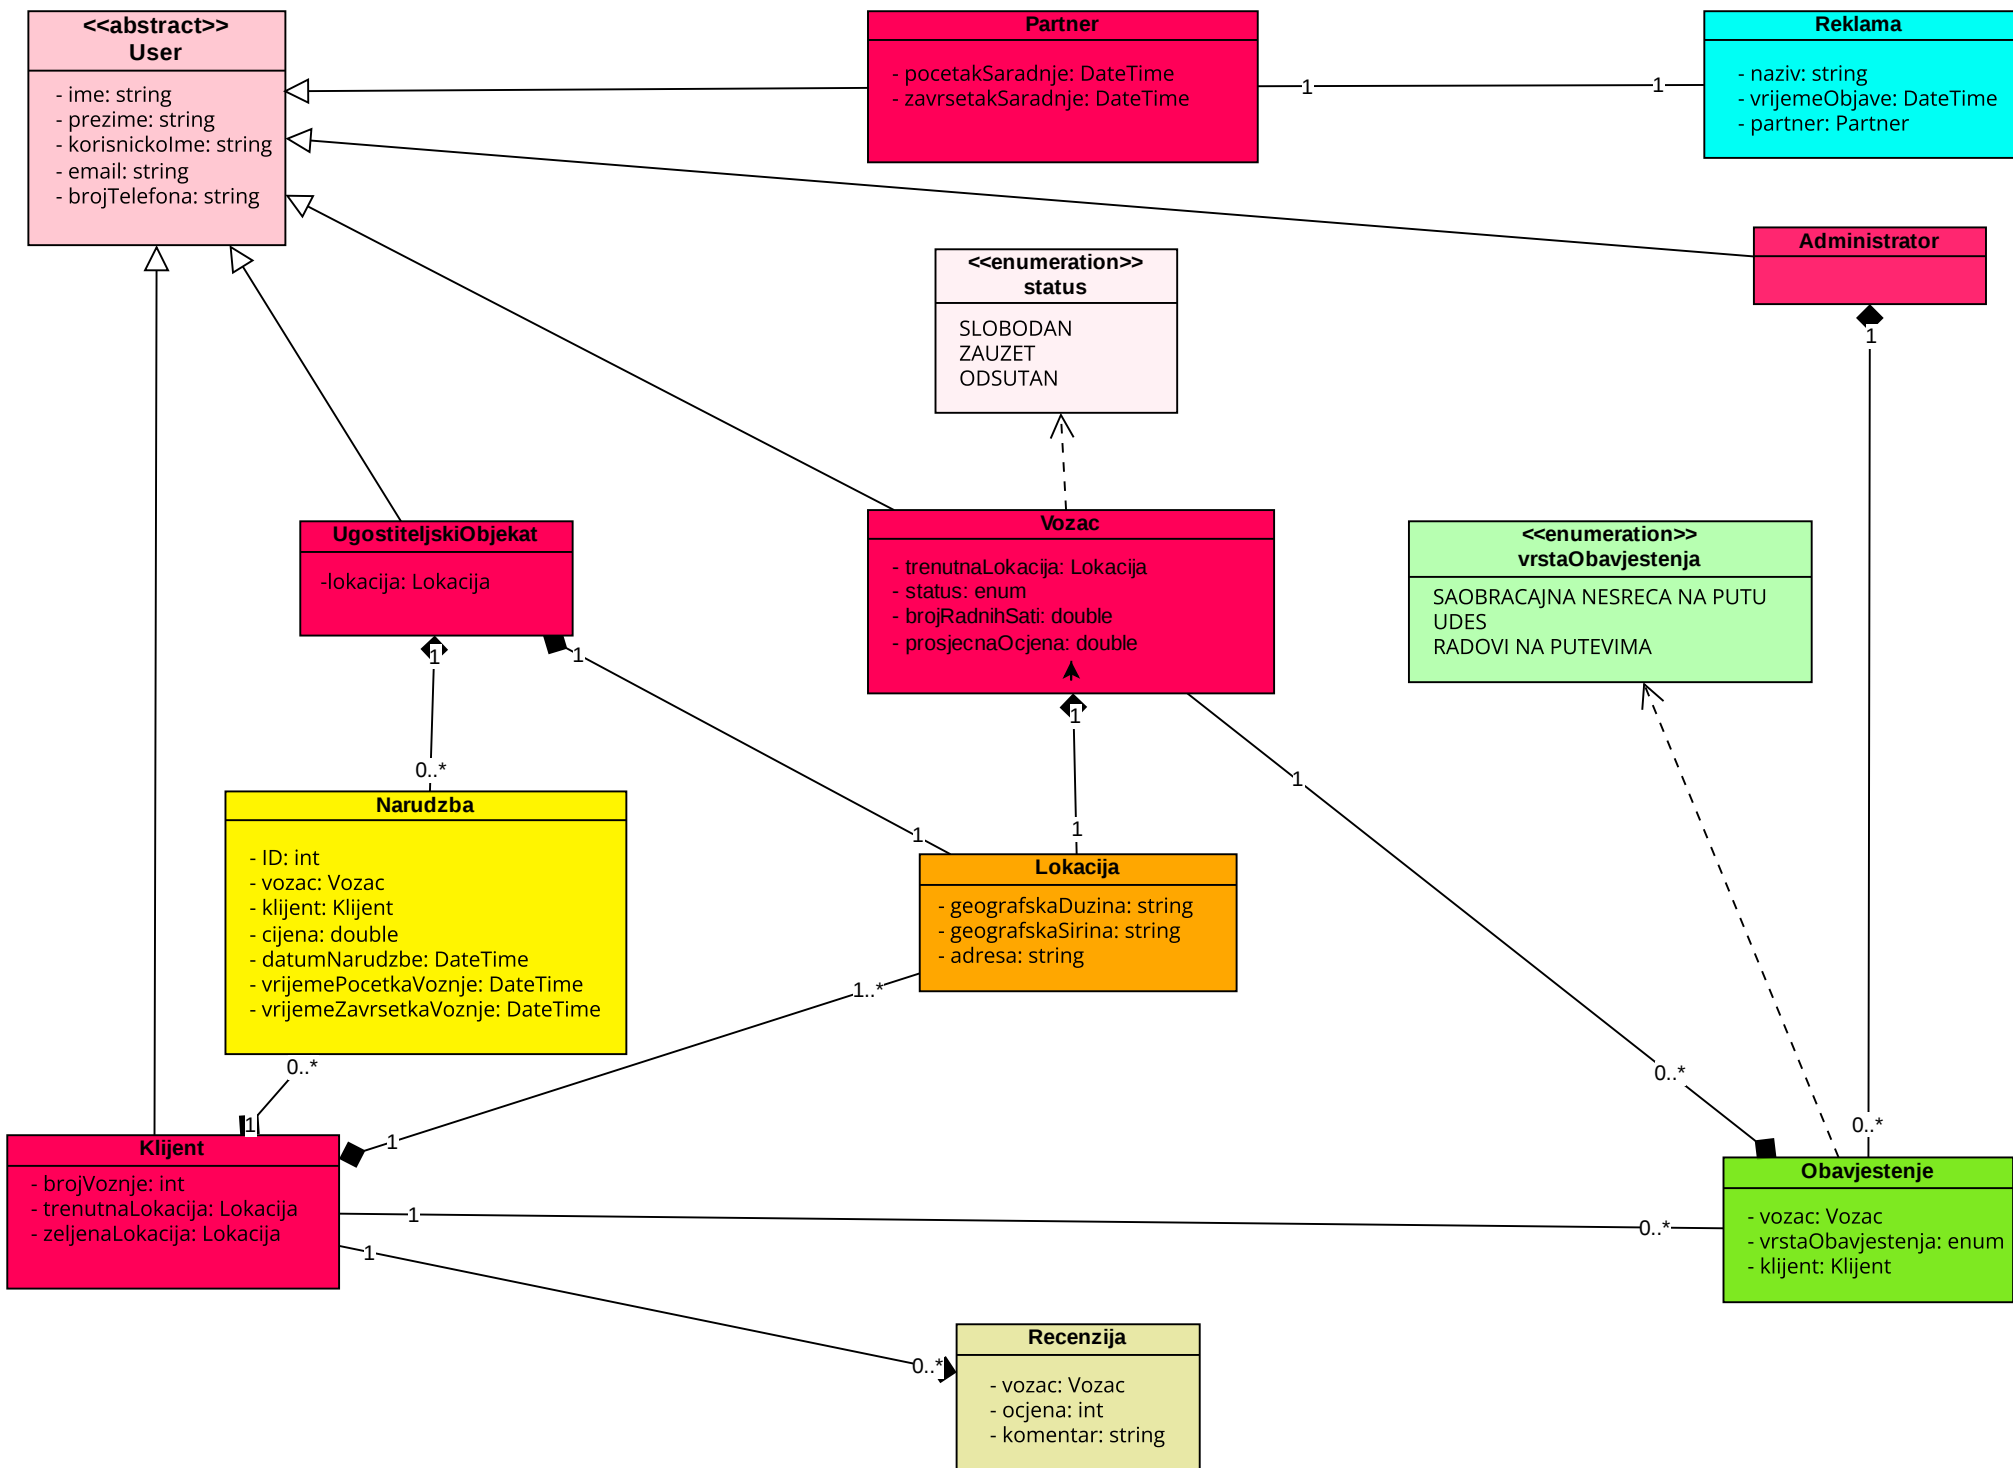 <<abstract>>
User
- ime: string
- prezime: string
- korisnickoIme: string
- email: string
- brojTelefona: string
Partner
- pocetakSaradnje: DateTime
- zavrsetakSaradnje: DateTime
1
1
Reklama
- naziv: string
- vrijemeObjave: DateTime
- partner: Partner
Administrator
1
<<enumeration>>
status
SLOBODAN
ZAUZET
ODSUTAN
UgostiteljskiObjekat
-lokacija: Lokacija
1
1
Vozac
- trenutnaLokacija: Lokacija
- status: enum
- brojRadnihSati: double
- prosjecnaOcjena: double
1
1
<<enumeration>>
vrstaObavjestenja
SAOBRACAJNA NESRECA NA PUTU
UDES
RADOVI NA PUTEVIMA
0..*
Narudzba
- ID: int
- vozac: Vozac
- klijent: Klijent
- cijena: double
- datumNarudzbe: DateTime
- vrijemePocetkaVoznje: DateTime
- vrijemeZavrsetkaVoznje: DateTime
0..*
1
1
1
Lokacija
- geografskaDuzina: string
- geografskaSirina: string
- adresa: string
1..*
0..*
0..*
Klijent
- brojVoznje: int
- trenutnaLokacija: Lokacija
- zeljenaLokacija: Lokacija
1
1
1
0..*
0..*
Obavjestenje
- vozac: Vozac
- vrstaObavjestenja: enum
- klijent: Klijent
Recenzija
- vozac: Vozac
- ocjena: int
- komentar: string